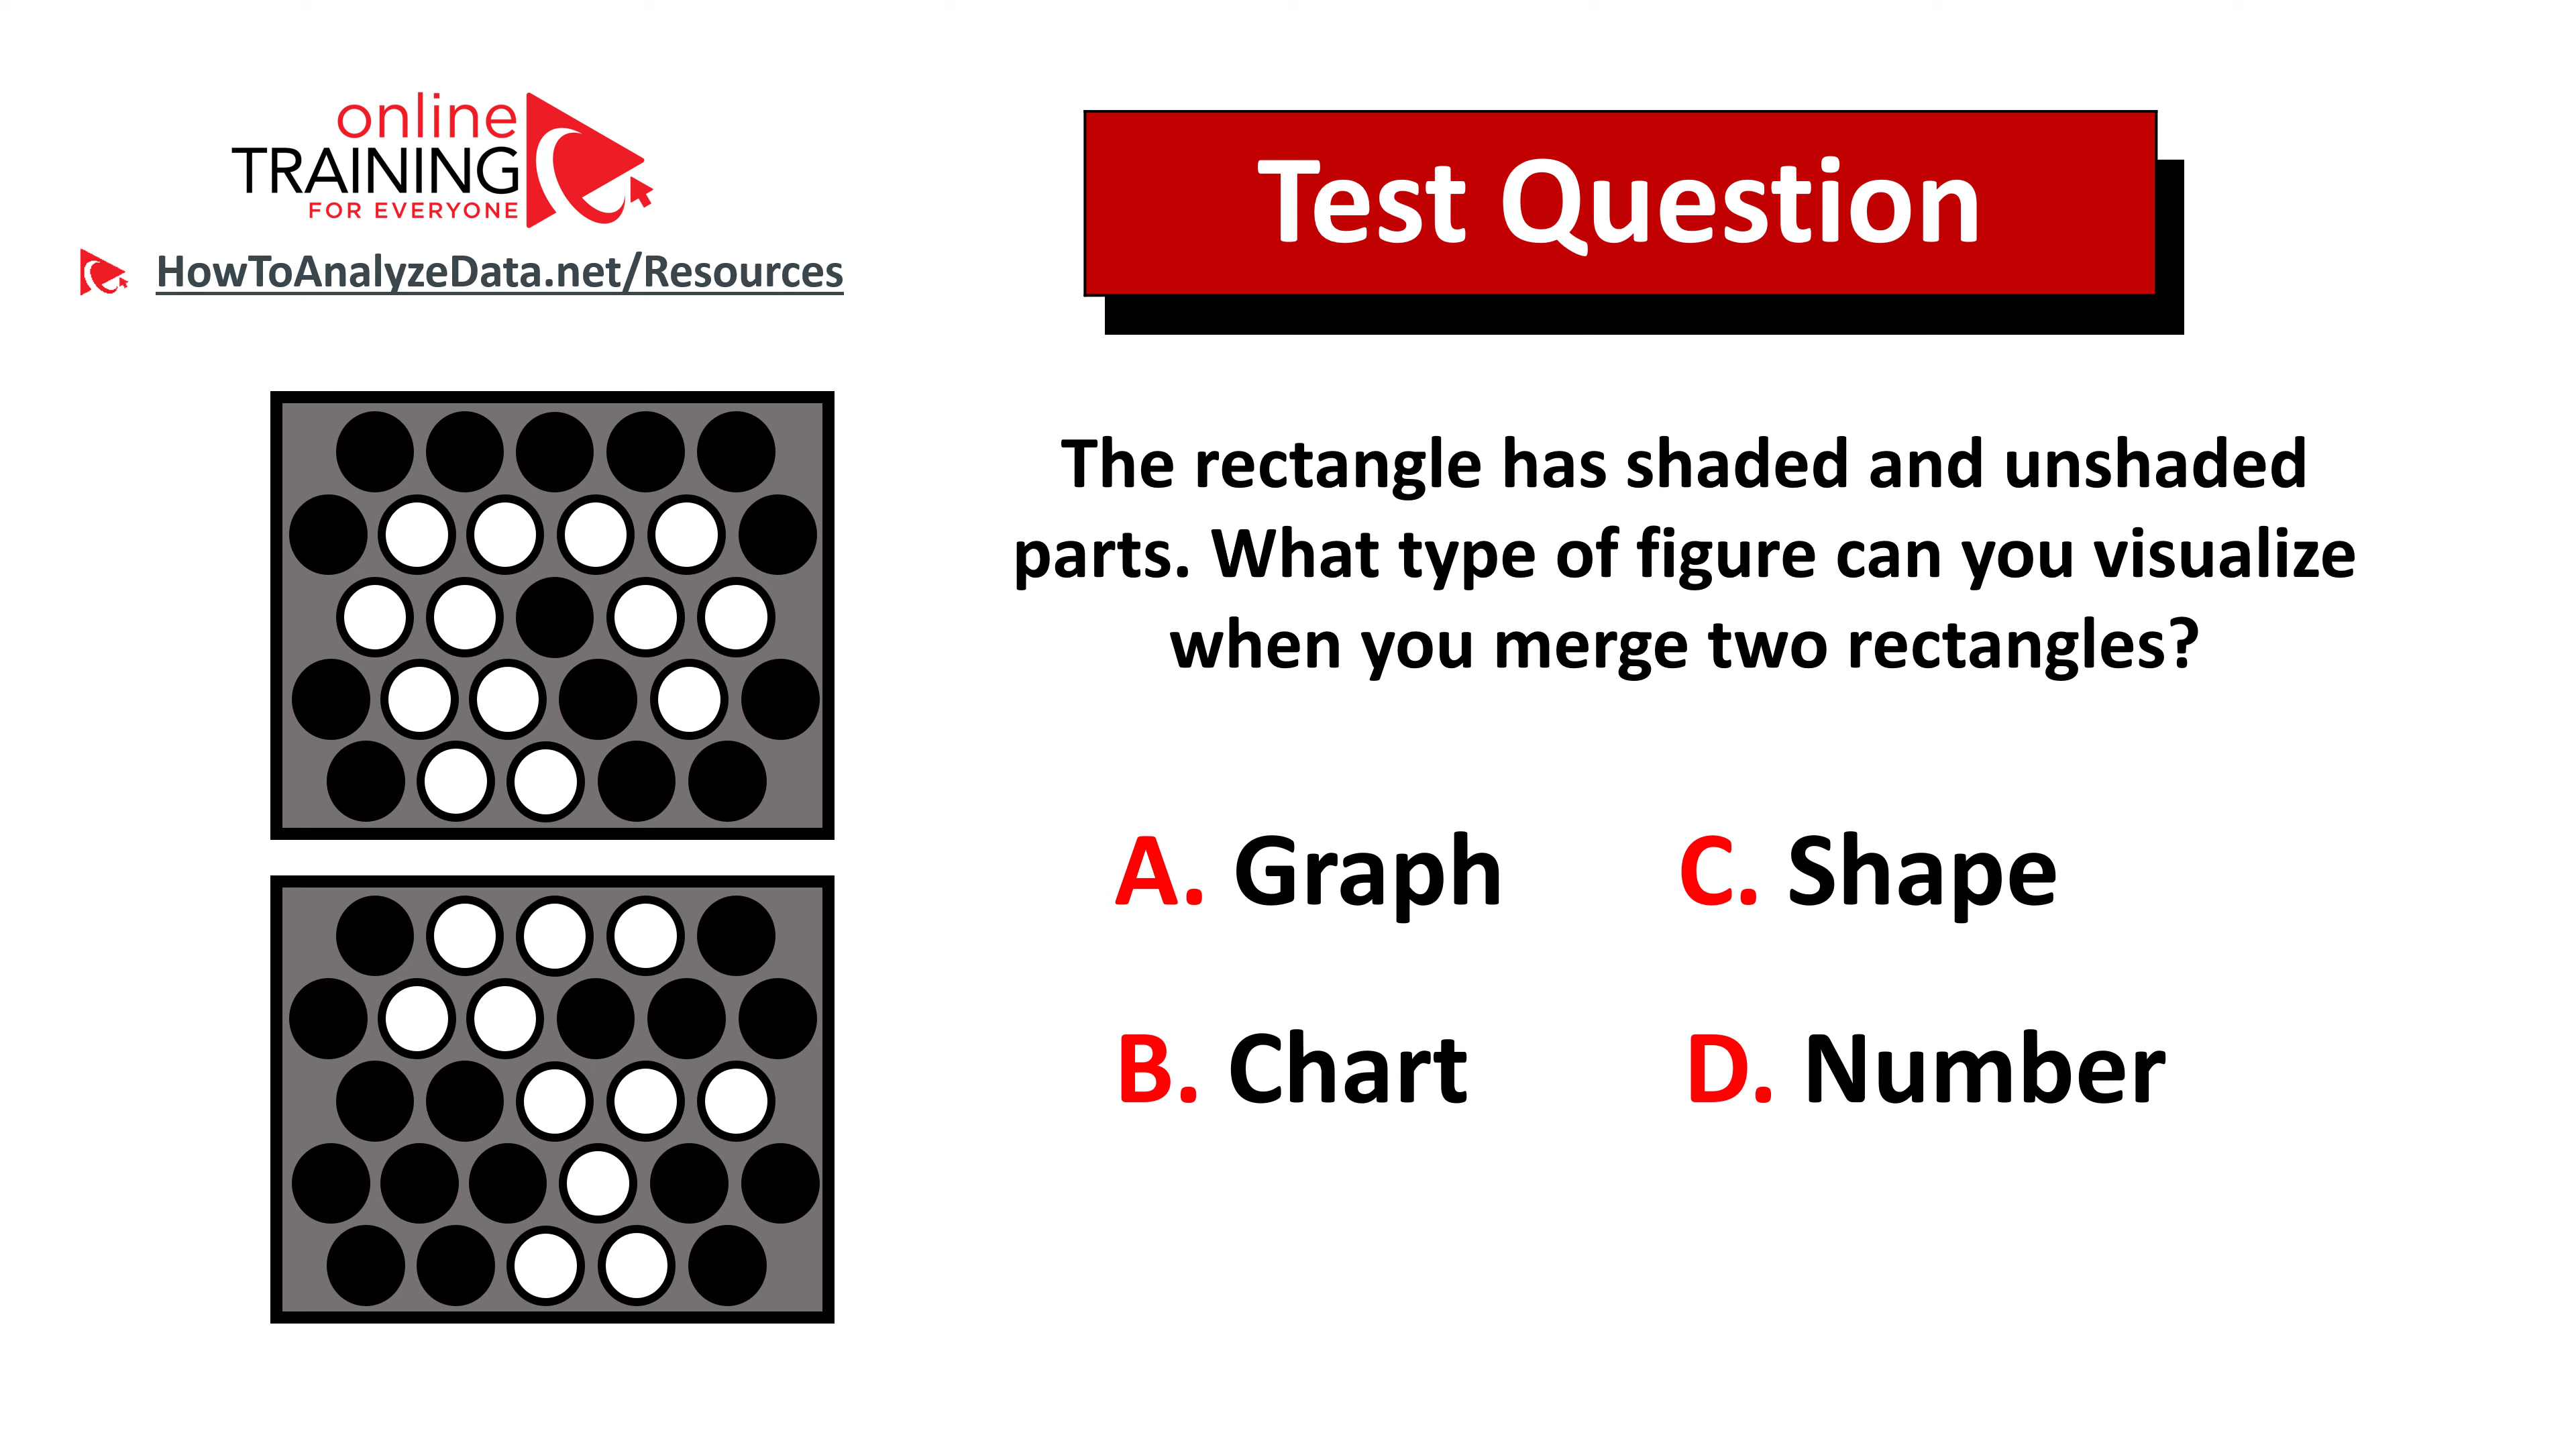 online
TRAINING
FOR EVERYONE
HowToAnalyzeData.net/Resources
Test Question
The rectangle has shaded and unshaded
parts. What type of figure can you visualize
when you merge two rectangles?
A. Graph
C. Shape
B. Chart
D. Number